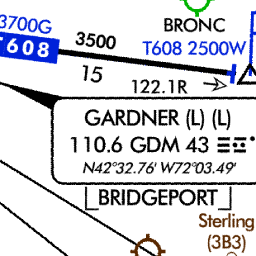 BRONC
3700G
T608
3500
T608 2500W
15
122.1R
GARDNER (L) (L)
110.6 GDM 43
N42°32.76' W72°03.49'
BRIDGEPORT
Sterling
(3B3)